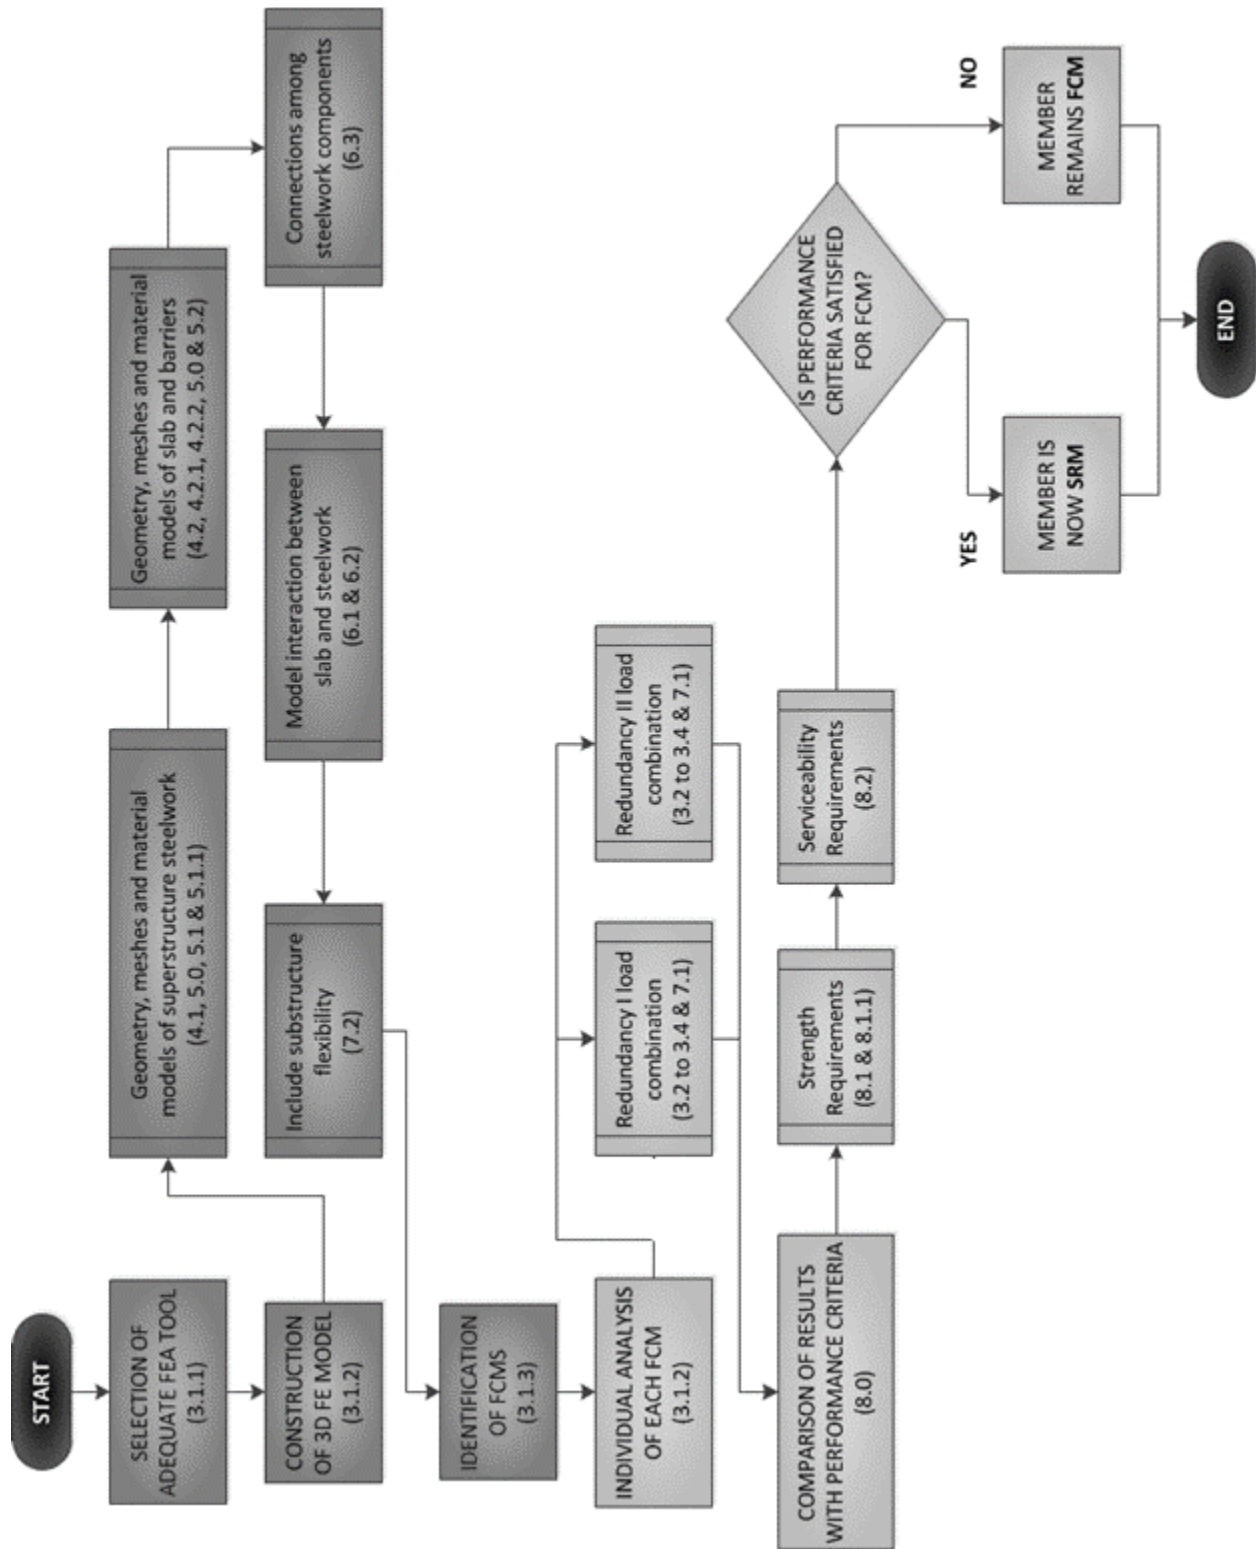 START
SELECTION OF
ADEQUATE FEA TOOL
(3.1.1)
CONSTRUCTION
OF 3D FE MODEL
(3.1.2)
Geometry, meshes and material
models of superstructure steelwork
(4.1, 5.0, 5.1 & 5.1.1)
Geometry, meshes and material
models of slab and barriers
(4.2, 4.2.1, 4.2.2, 5.0 & 5.2)
Connections among
steelwork components
(6.3)
Model interaction between
slab and steelwork
(6.1 & 6.2)
Include substructure
flexibility
(7.2)
IDENTIFICATION
OF FCMS
(3.1.3)
INDIVIDUAL ANALYSIS
OF EACH FCM
(3.1.2)
Redundancy I load
combination
(3.2 to 3.4 & 7.1)
Redundancy II load
combination
(3.2 to 3.4 & 7.1)
COMPARISON OF RESULTS
WITH PERFORMANCE CRITERIA
(8.0)
Strength
Requirements
(8.1 & 8.1.1)
Serviceability
Requirements
(8.2)
IS PERFORMANCE
CRITERIA SATISFIED
FOR FCM?
YES
MEMBER IS
NOW SRM
NO
MEMBER
REMAINS FCM
END